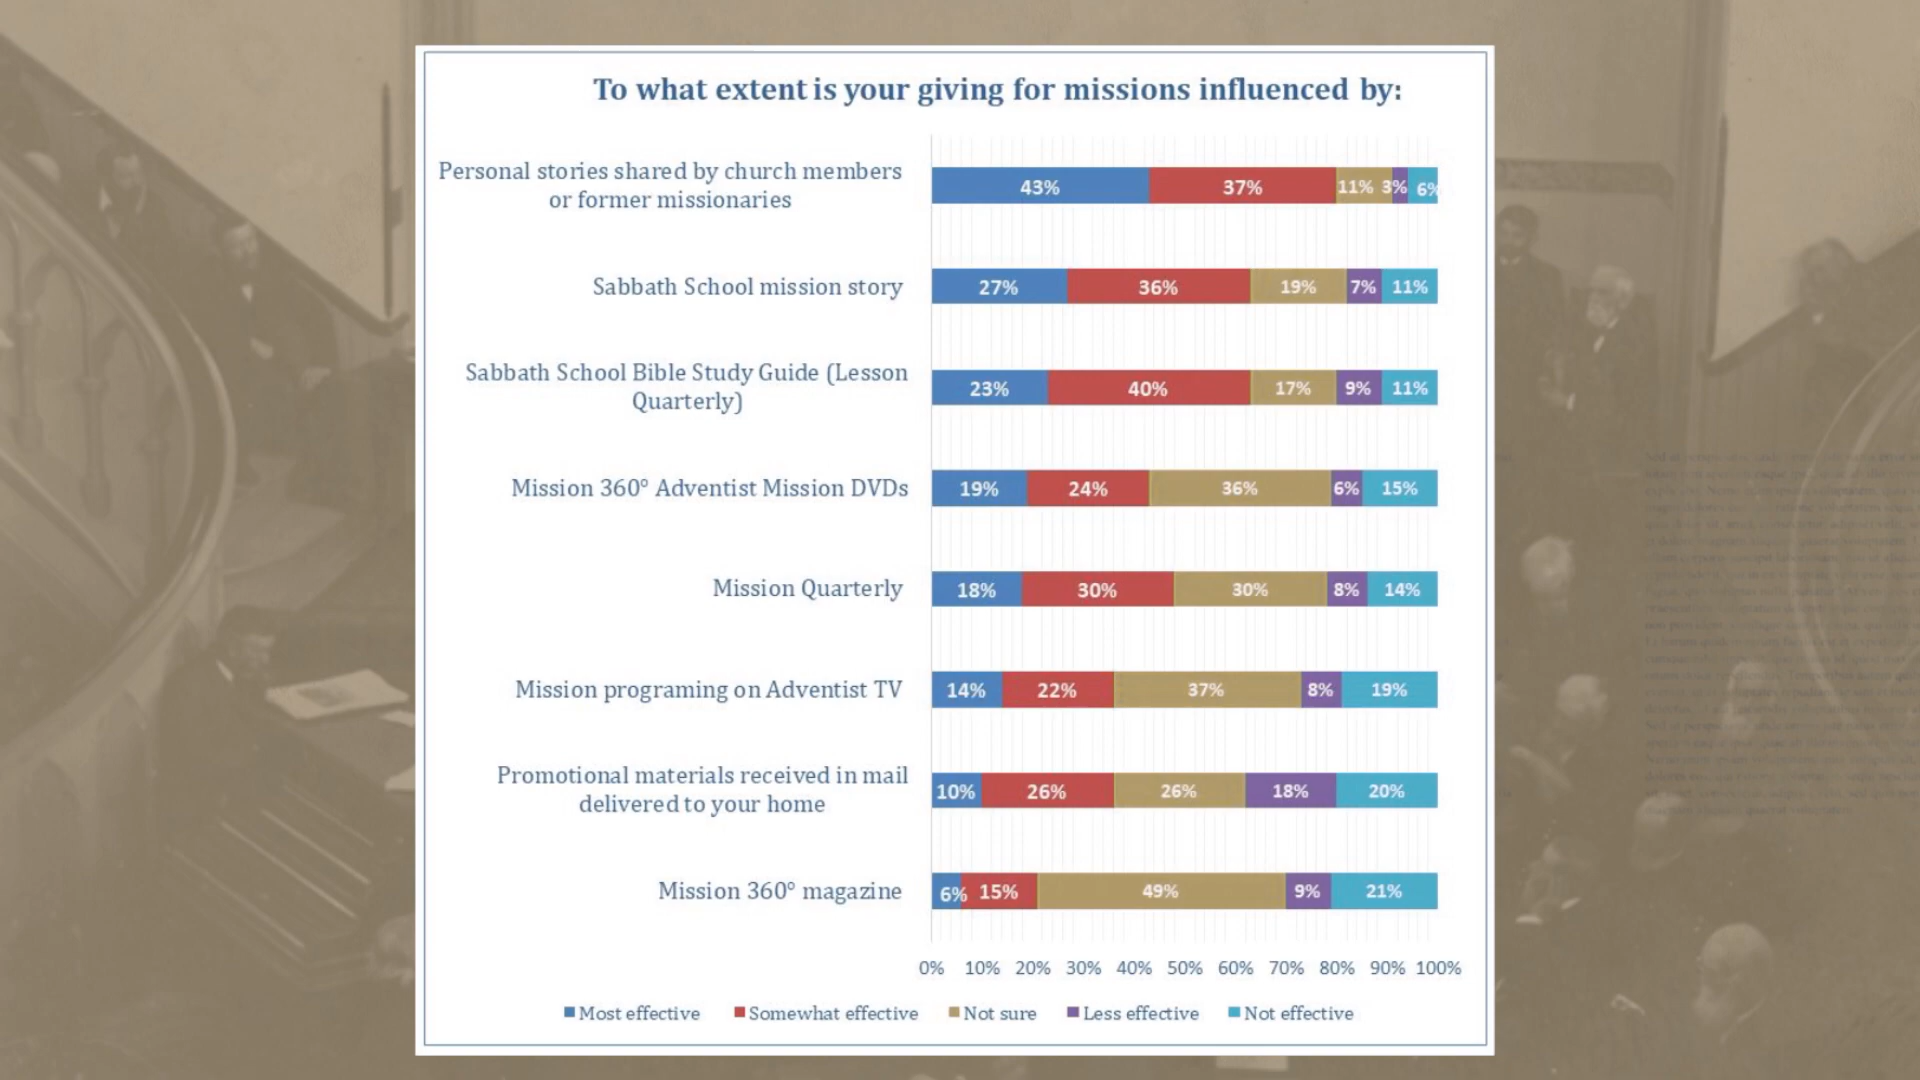 To what extent is your giving for missions influenced by:
Personal stories shared by church members
or former missionaries
43% 37% 11% 3% 6%
Sabbath School mission story
27% 36% 19% 7% 11%
Sabbath School Bible Study Guide (Lesson
Quarterly)
23% 40% 17% 9% 11%
Mission 360° Adventist Mission DVDs
19% 24% 36% 6% 15%
Mission Quarterly
18% 30% 30% 8% 14%
Mission programing on Adventist TV
14% 22% 37% 8% 19%
Promotional materials received in mail
delivered to your home
10% 26% 26% 18% 20%
Mission 360° magazine
6% 15% 49% 9% 21%
0% 10% 20% 30% 40% 50% 60% 70% 80% 90% 100%
Most effective Somewhat effective Not sure Less effective Not effective